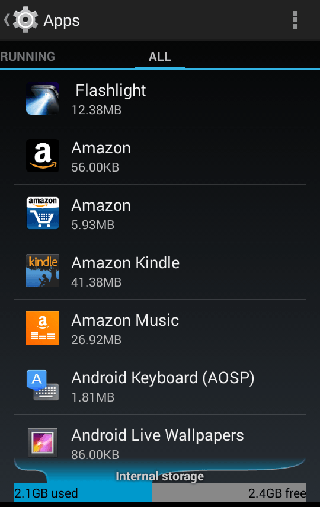 Apps
RUNNING
ALL
Flashlight
12.38MB
a
Amazon
56.00KB
amazon
Amazon
5.93MB
kindle
Amazon Kindle
41.38MB
a
Amazon Music
26.92MB
A
Android Keyboard (AOSP)
1.81MB
Android Live Wallpapers
86.00KB
Internal storage
2.1GB used
2.4GB free